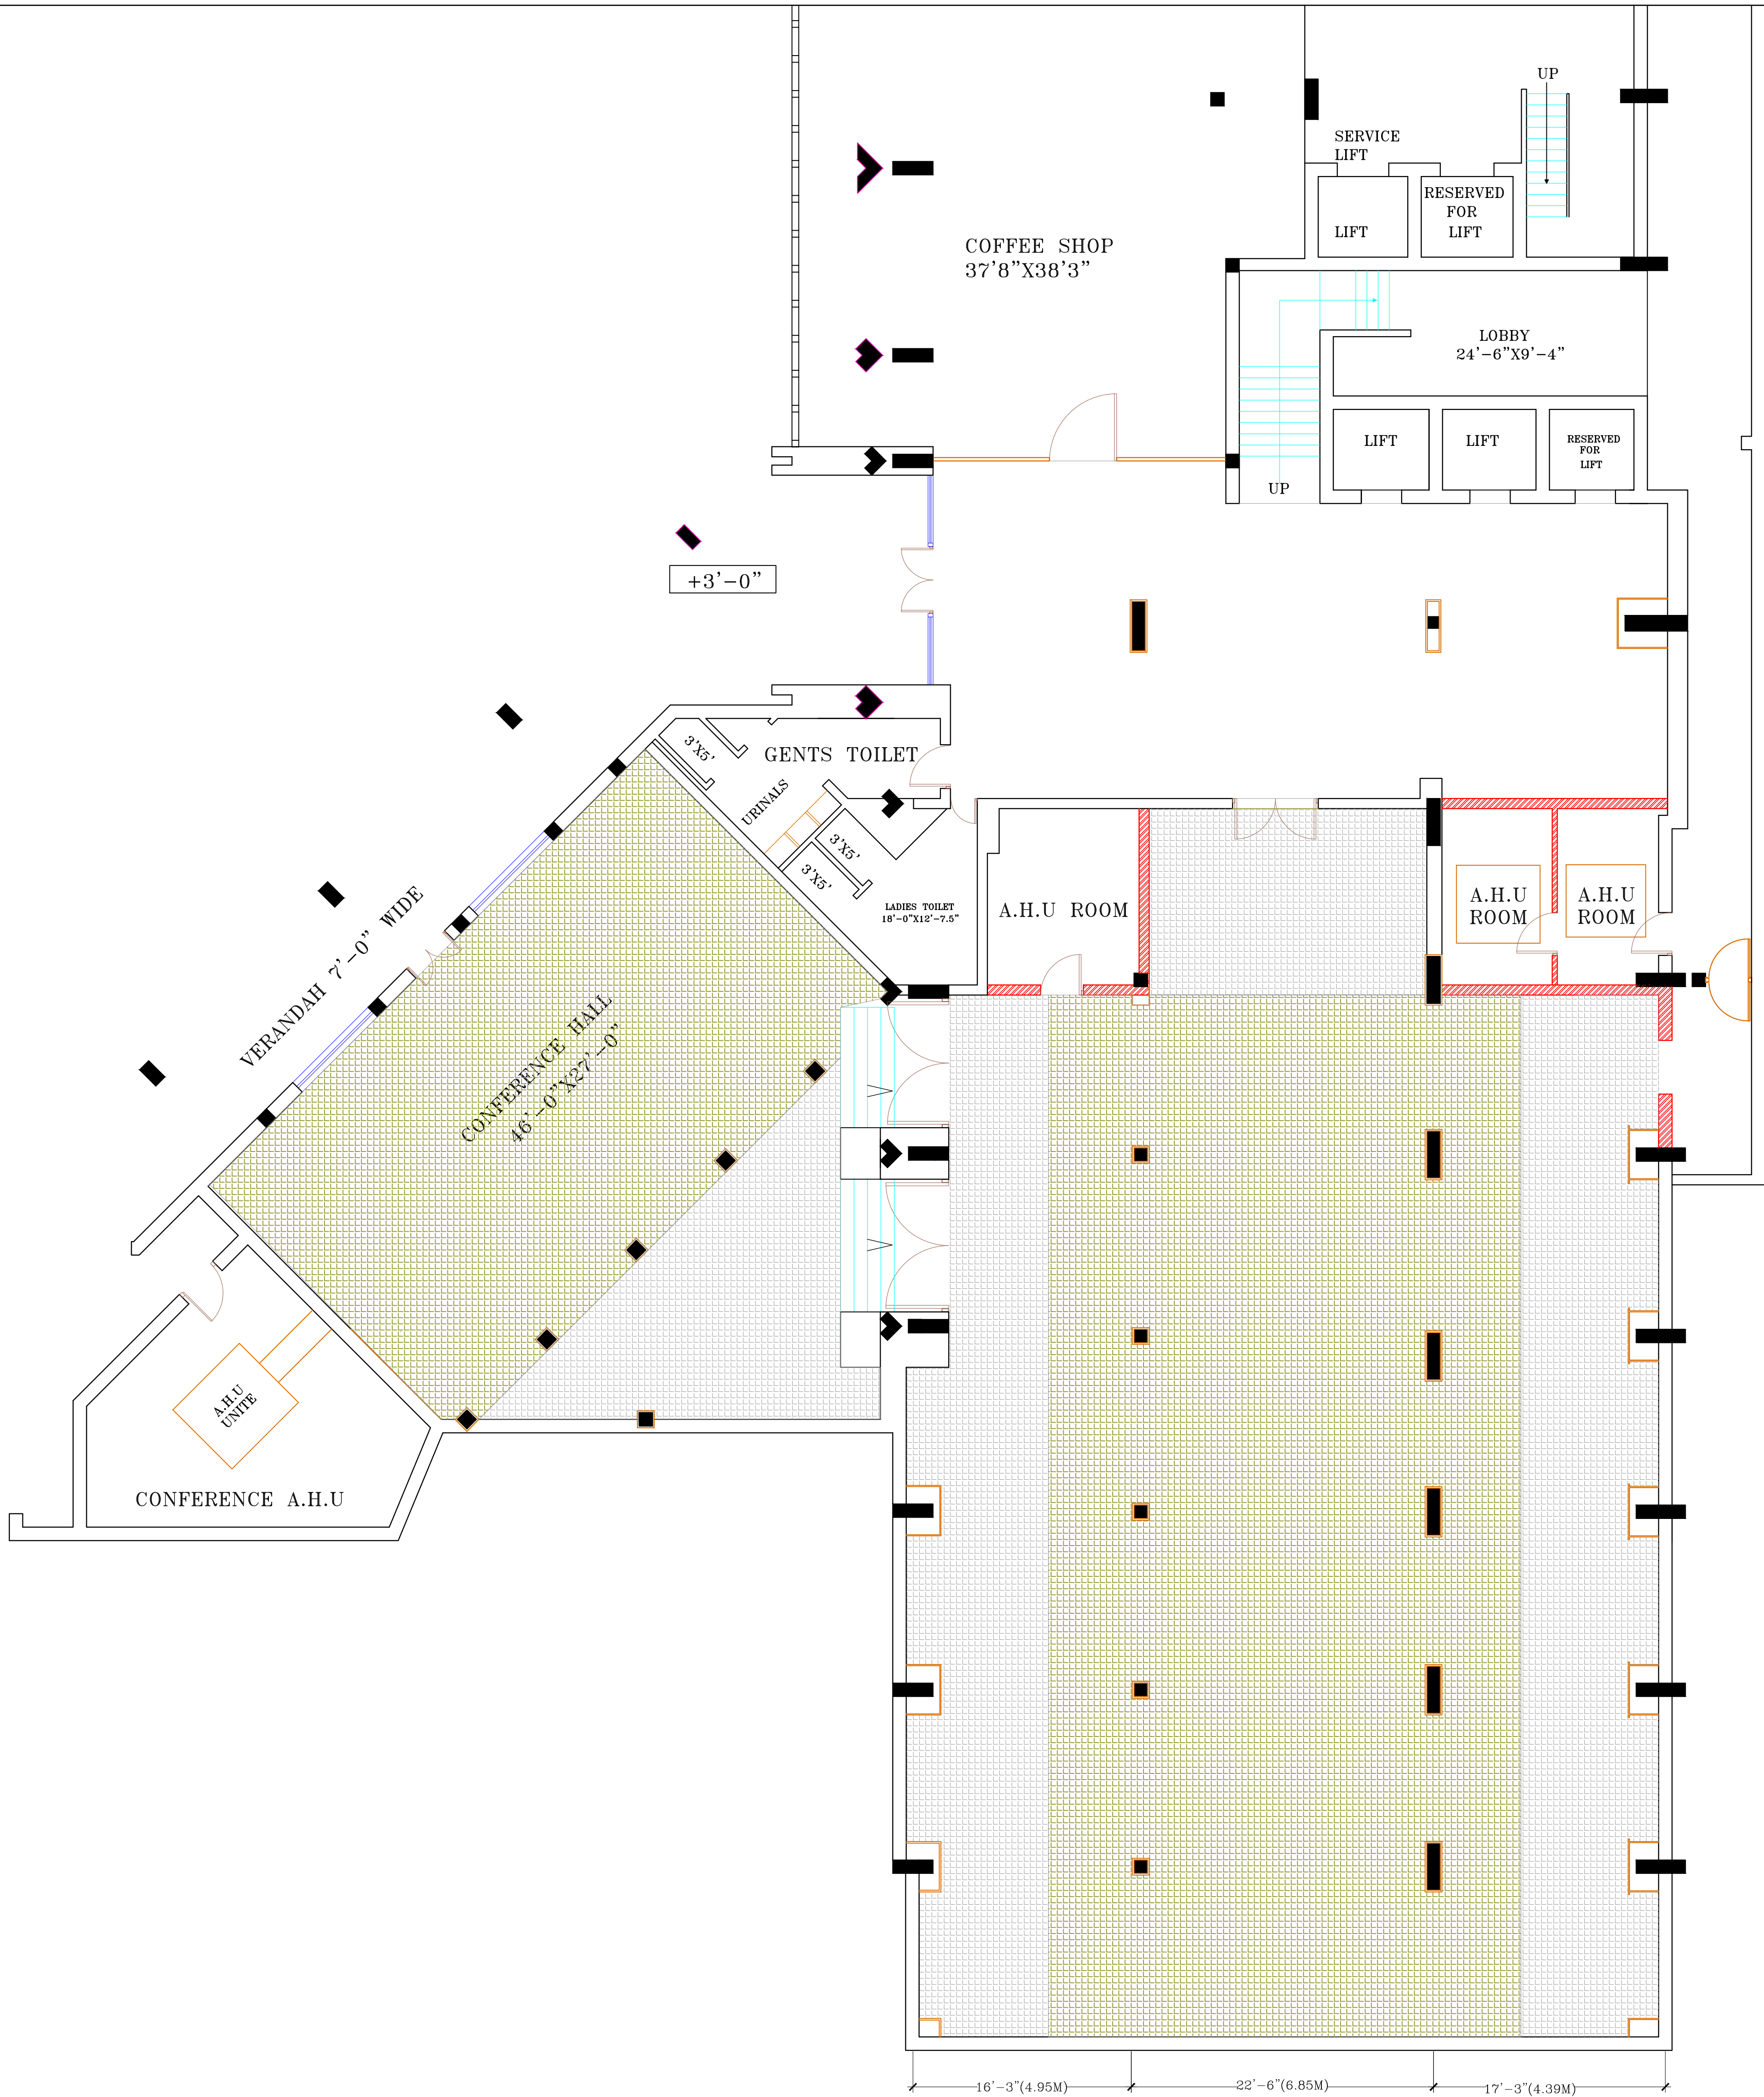 UP
SERVICE
LIFT
RESERVED
FOR
LIFT
LIFT
COFFEE SHOP
37'8"X38'3"
LOBBY
24'-6"X9'-4"
LIFT
LIFT
RESERVED
FOR
LIFT
UP
+3'-0"
3'X5'
GENTS TOILET
URINALS
3'X5'
3'X5'
LADIES TOILET
18'-0"X12'-7.5"
A.H.U ROOM
A.H.U
ROOM
A.H.U
ROOM
VERANDAH 7'-0" WIDE
CONFERENCE HALL
46'-0"X27'-0"
A.H.U
UNITE
CONFERENCE A.H.U
16'-3"(4.95M)
22'-6"(6.85M)
17'-3"(4.39M)